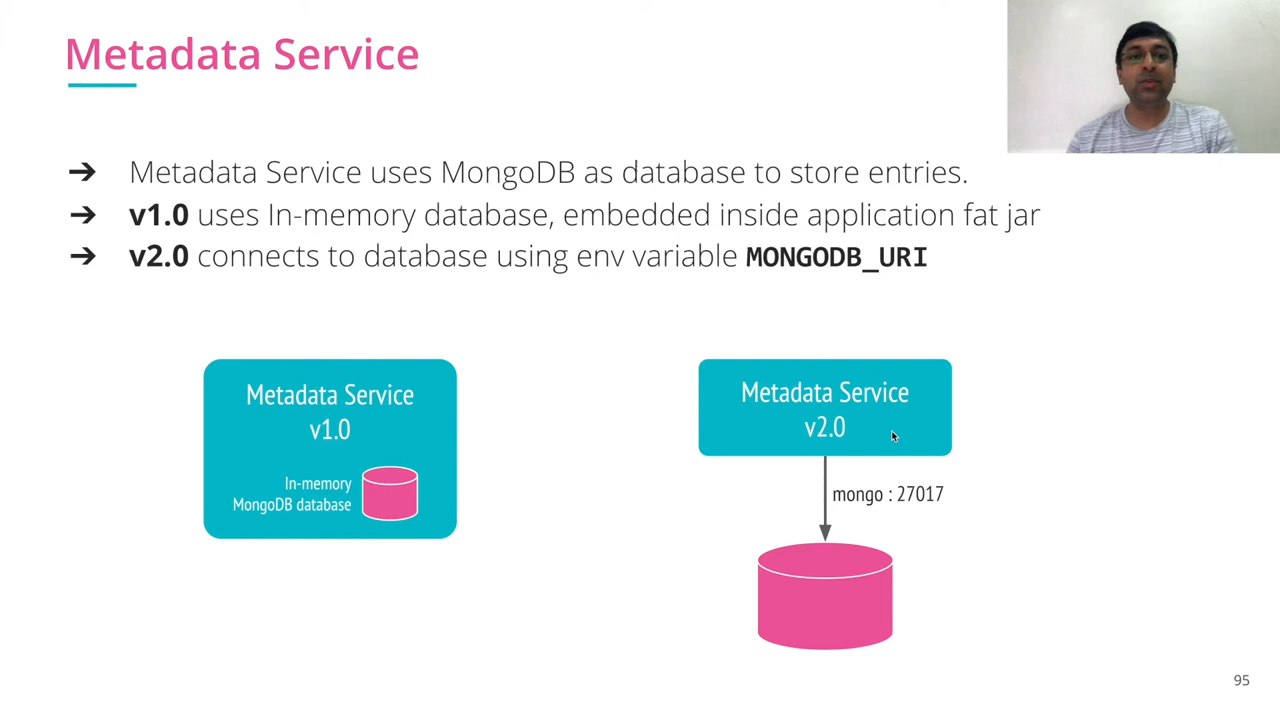 Metadata Service
➔ Metadata Service uses MongoDB as database to store entries.
➔ v1.0 uses In-memory database, embedded inside application fat jar
➔ v2.0 connects to database using env variable MONGODB_URI
Metadata Service
v1.0
In-memory
MongoDB database
Metadata Service
v2.0
mongo : 27017
95